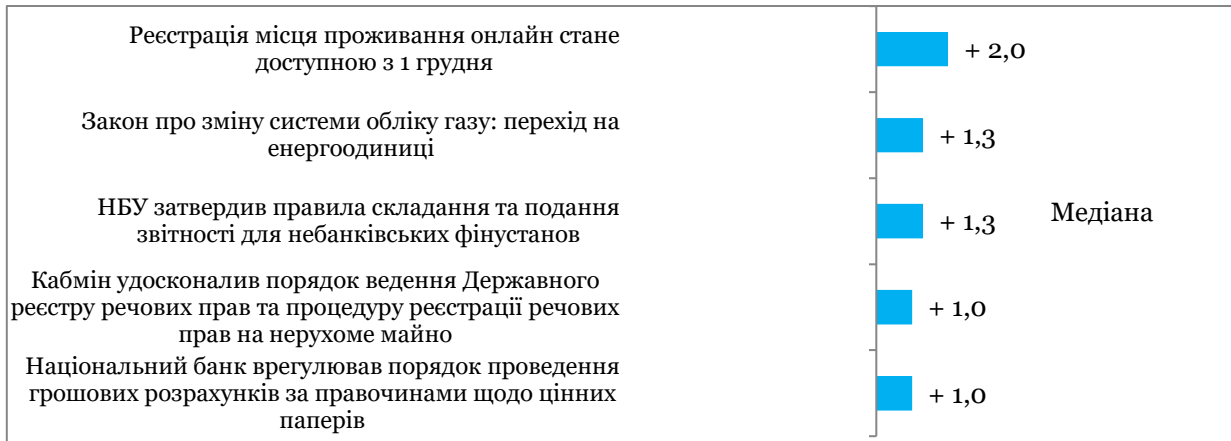 Реєстрація місця проживання онлайн стане
доступною з 1 грудня
+ 2,0
Закон про зміну системи обліку газу: перехід на
енергоодиниці
+ 1,3
НБУ затвердив правила складання та подання
звітності для небанківських фінустанов
+ 1,3
Медіана
Кабмін удосконалив порядок ведення Державного
реєстру речових прав та процедуру реєстрації речових
прав на нерухоме майно
+ 1,0
Національний банк врегулював порядок проведення
грошових розрахунків за правочинами щодо цінних
паперів
+ 1,0